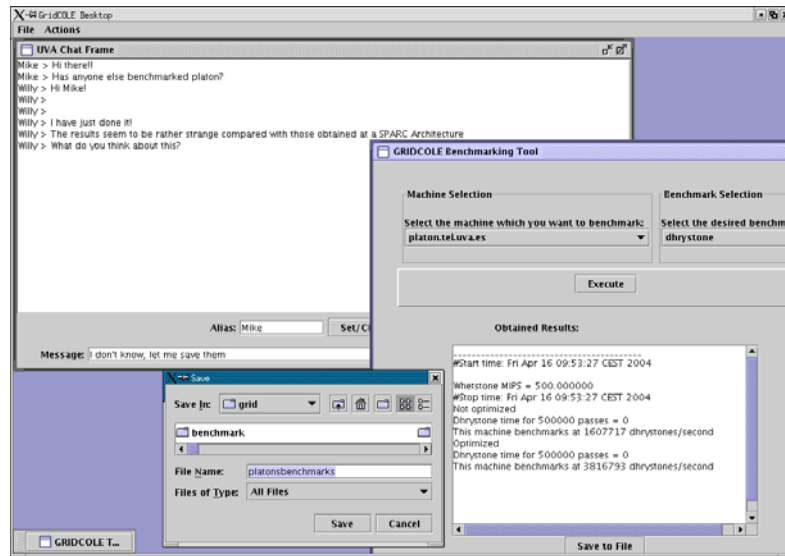 GridCOLE Desktop
File Actions
UVA Chat Frame
Mike > Hi there!!
Mike > Has anyone else benchmarked platon?
Willy > Hi Mike!
Willy >
Willy >
Willy > I have just done it!
Willy > The results seem to be rather strange compared with those obtained at a SPARC Architecture
Willy > What do you think about this?
Alias: Mike Set/Cl
Message: I don't know, let me save them
GRIDCOLE Benchmarking Tool
Machine Selection
Select the machine which you want to benchmark:
platon.tel.uva.es
Benchmark Selection
Select the desired benchm
dhrystone
Execute
Obtained Results:
#Start time: Fri Apr 16 09:53:27 CEST 2004
Whetstone MIPS = 500.000000
#Stop time: Fri Apr 16 09:53:27 CEST 2004
Not optimized
Dhrystone time for 500000 passes = 0
This machine benchmarks at 1607717 dhrystones/second
Optimized
Dhrystone time for 500000 passes = 0
This machine benchmarks at 3816793 dhrystones/second
Save to File
Save
Save In: grid
benchmark
File Name: platonsbenchmarks
Files of Type: All Files
Save Cancel
GRIDCOLE T...